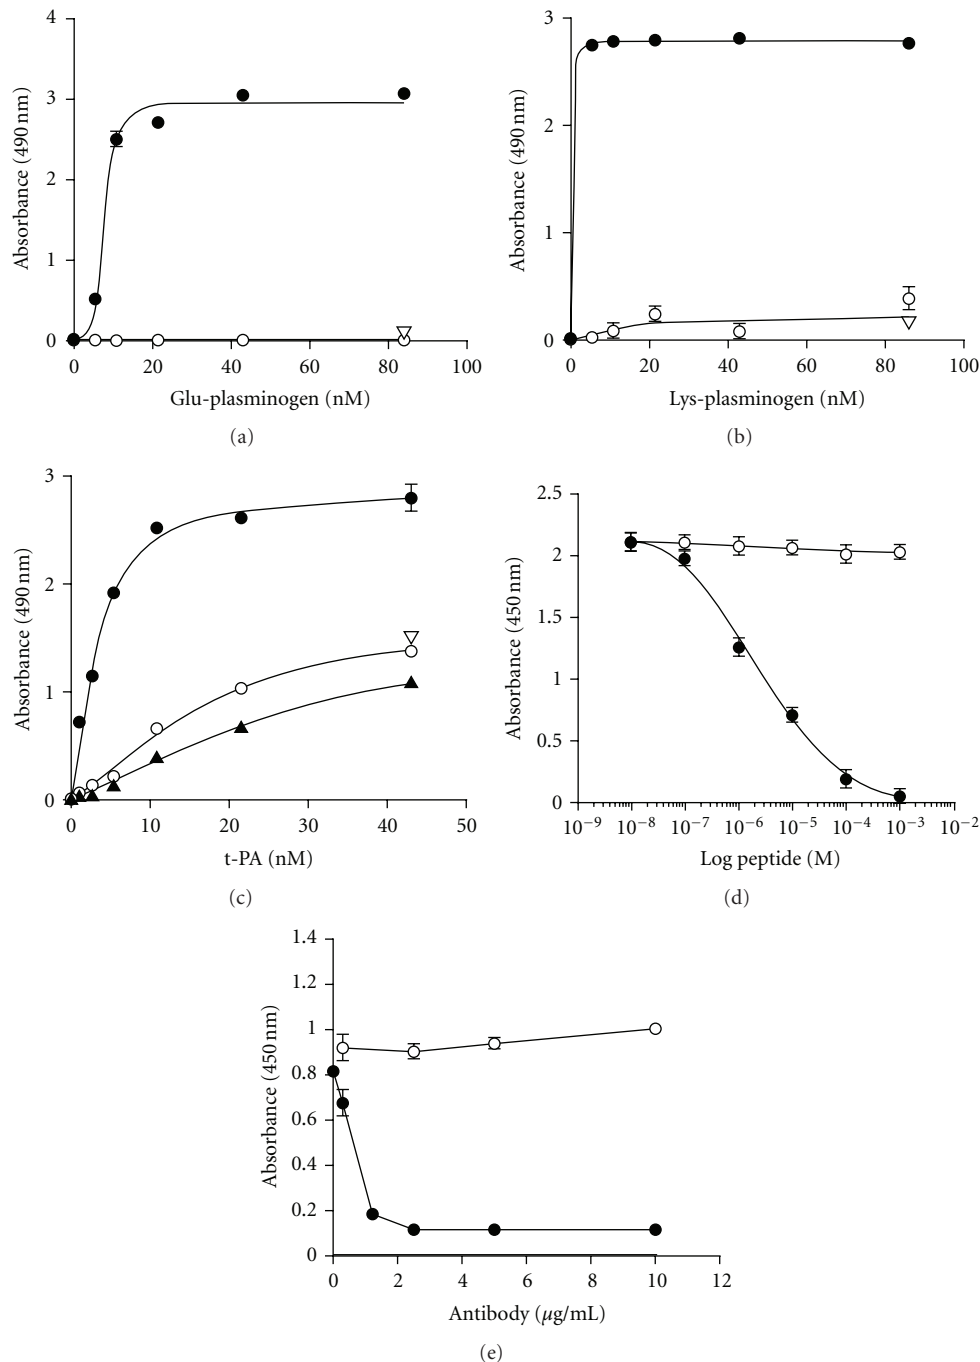 4
3
2
1
0
Absorbance (490 nm)
0 20 40 60 80 100
Glu-plasminogen (nM)
(a)
3
2
1
0
Absorbance (490 nm)
0 20 40 60 80 100
Lys-plasminogen (nM)
(b)
3
2
1
0
Absorbance (490 nm)
0 10 20 30 40 50
t-PA (nM)
(c)
2.5
2
1.5
1
0.5
0
Absorbance (450 nm)
10⁻⁹ 10⁻⁸ 10⁻⁷ 10⁻⁶ 10⁻⁵ 10⁻⁴ 10⁻³ 10⁻²
Log peptide (M)
(d)
1.4
1.2
1
0.8
0.6
0.4
0.2
0
Absorbance (450 nm)
0 2 4 6 8 10 12
Antibody (μg/mL)
(e)